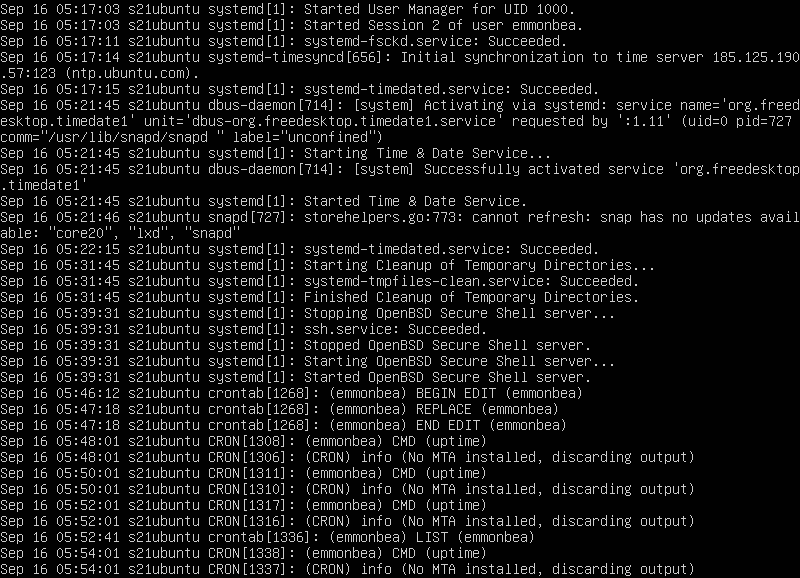 Sep 16 05:17:03 s21ubuntu systemd[1]: Started User Manager for UID 1000.
Sep 16 05:17:03 s21ubuntu systemd[1]: Started Session 2 of user emmonbea.
Sep 16 05:17:11 s21ubuntu systemd[1]: systemd-fsckd.service: Succeeded.
Sep 16 05:17:14 s21ubuntu systemd-timesyncd[656]: Initial synchronization to time server 185.125.190
.57:123 (ntp.ubuntu.com).
Sep 16 05:17:15 s21ubuntu systemd[1]: systemd-timedated.service: Succeeded.
Sep 16 05:21:45 s21ubuntu dbus-daemon[714]: [system] Activating via systemd: service name='org.freed
esktop.timedate1' unit='dbus-org.freedesktop.timedate1.service' requested by ':1.11' (uid=0 pid=727
comm="/usr/lib/snapd/snapd " label="unconfined")
Sep 16 05:21:45 s21ubuntu systemd[1]: Starting Time & Date Service...
Sep 16 05:21:45 s21ubuntu dbus-daemon[714]: [system] Successfully activated service 'org.freedesktop
.timedate1'
Sep 16 05:21:45 s21ubuntu systemd[1]: Started Time & Date Service.
Sep 16 05:21:46 s21ubuntu snapd[727]: storehelpers.go:773: cannot refresh: snap has no updates avail
able: "core20", "lxd", "snapd"
Sep 16 05:22:15 s21ubuntu systemd[1]: systemd-timedated.service: Succeeded.
Sep 16 05:31:45 s21ubuntu systemd[1]: Starting Cleanup of Temporary Directories...
Sep 16 05:31:45 s21ubuntu systemd[1]: systemd-tmpfiles-clean.service: Succeeded.
Sep 16 05:31:45 s21ubuntu systemd[1]: Finished Cleanup of Temporary Directories.
Sep 16 05:39:31 s21ubuntu systemd[1]: Stopping OpenBSD Secure Shell server...
Sep 16 05:39:31 s21ubuntu systemd[1]: ssh.service: Succeeded.
Sep 16 05:39:31 s21ubuntu systemd[1]: Stopped OpenBSD Secure Shell server.
Sep 16 05:39:31 s21ubuntu systemd[1]: Starting OpenBSD Secure Shell server...
Sep 16 05:39:31 s21ubuntu systemd[1]: Started OpenBSD Secure Shell server.
Sep 16 05:46:12 s21ubuntu crontab[1268]: (emmonbea) BEGIN EDIT (emmonbea)
Sep 16 05:47:18 s21ubuntu crontab[1268]: (emmonbea) REPLACE (emmonbea)
Sep 16 05:47:18 s21ubuntu crontab[1268]: (emmonbea) END EDIT (emmonbea)
Sep 16 05:48:01 s21ubuntu CRON[1308]: (emmonbea) CMD (uptime)
Sep 16 05:48:01 s21ubuntu CRON[1306]: (CRON) info (No MTA installed, discarding output)
Sep 16 05:50:01 s21ubuntu CRON[1311]: (emmonbea) CMD (uptime)
Sep 16 05:50:01 s21ubuntu CRON[1310]: (CRON) info (No MTA installed, discarding output)
Sep 16 05:52:01 s21ubuntu CRON[1317]: (emmonbea) CMD (uptime)
Sep 16 05:52:01 s21ubuntu CRON[1316]: (CRON) info (No MTA installed, discarding output)
Sep 16 05:52:41 s21ubuntu crontab[1336]: (emmonbea) LIST (emmonbea)
Sep 16 05:54:01 s21ubuntu CRON[1338]: (emmonbea) CMD (uptime)
Sep 16 05:54:01 s21ubuntu CRON[1337]: (CRON) info (No MTA installed, discarding output)